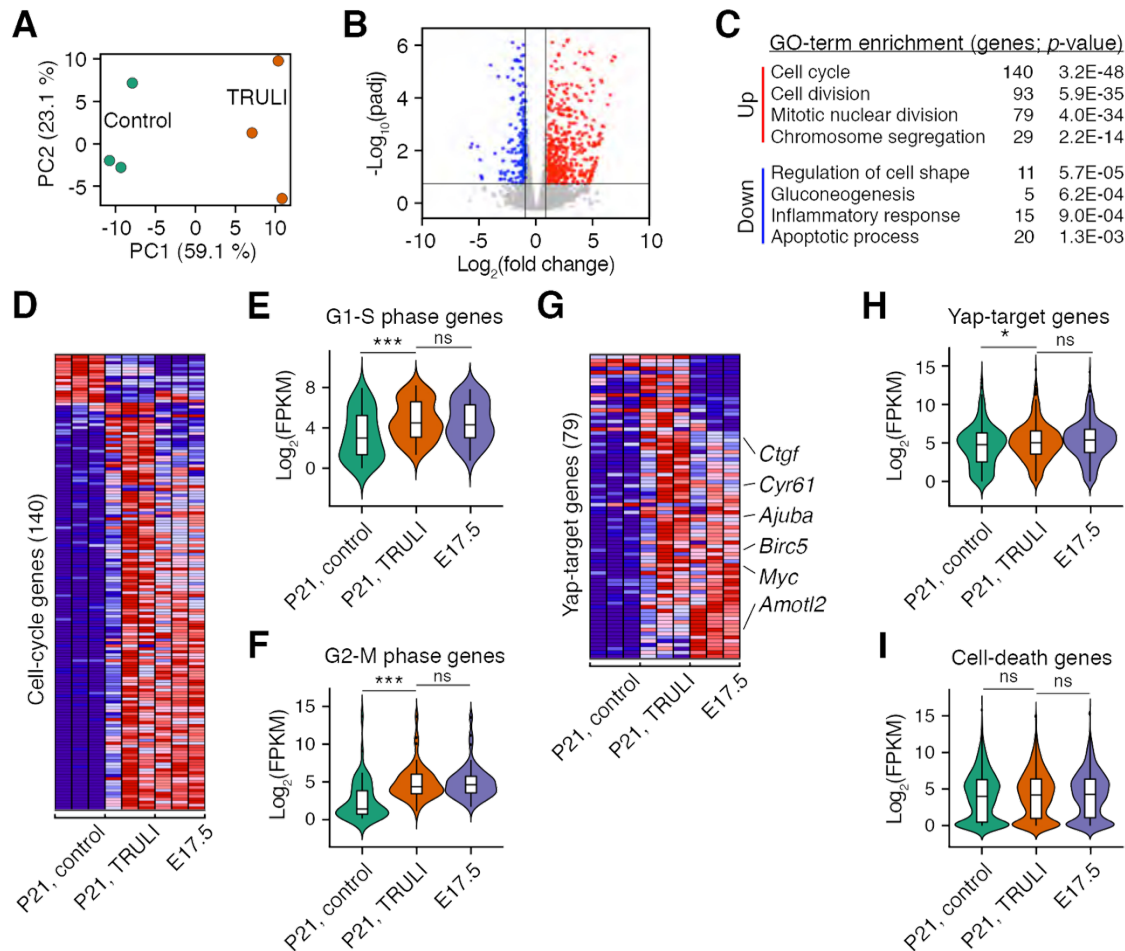 A
PC2 (23.1 %)
10
5
0
-5
Control
TRULI
-10 -5 0 5 10
PC1 (59.1 %)
B
-Log10(padj)
6
4
2
0
-10 -5 0 5 10
Log2(fold change)
C
GO-term enrichment (genes; p-value)
Up
Cell cycle 140 3.2E-48
Cell division 93 5.9E-35
Mitotic nuclear division 79 4.0E-34
Chromosome segregation 29 2.2E-14
Down
Regulation of cell shape 11 5.7E-05
Gluconeogenesis 5 6.2E-04
Inflammatory response 15 9.0E-04
Apoptotic process 20 1.3E-03
D
Cell-cycle genes (140)
P21, control
P21, TRULI
E17.5
E
G1-S phase genes
*** ns
Log2(FPKM)
8
4
0
P21, control
P21, TRULI
E17.5
F
G2-M phase genes
*** ns
Log2(FPKM)
15
10
5
0
P21, control
P21, TRULI
E17.5
G
Yap-target genes (79)
Ctgf
Cyr61
Ajuba
Birc5
Myc
Amotl2
P21, control
P21, TRULI
E17.5
H
Yap-target genes
* ns
Log2(FPKM)
15
10
5
0
P21, control
P21, TRULI
E17.5
I
Cell-death genes
ns ns
Log2(FPKM)
15
10
5
0
P21, control
P21, TRULI
E17.5